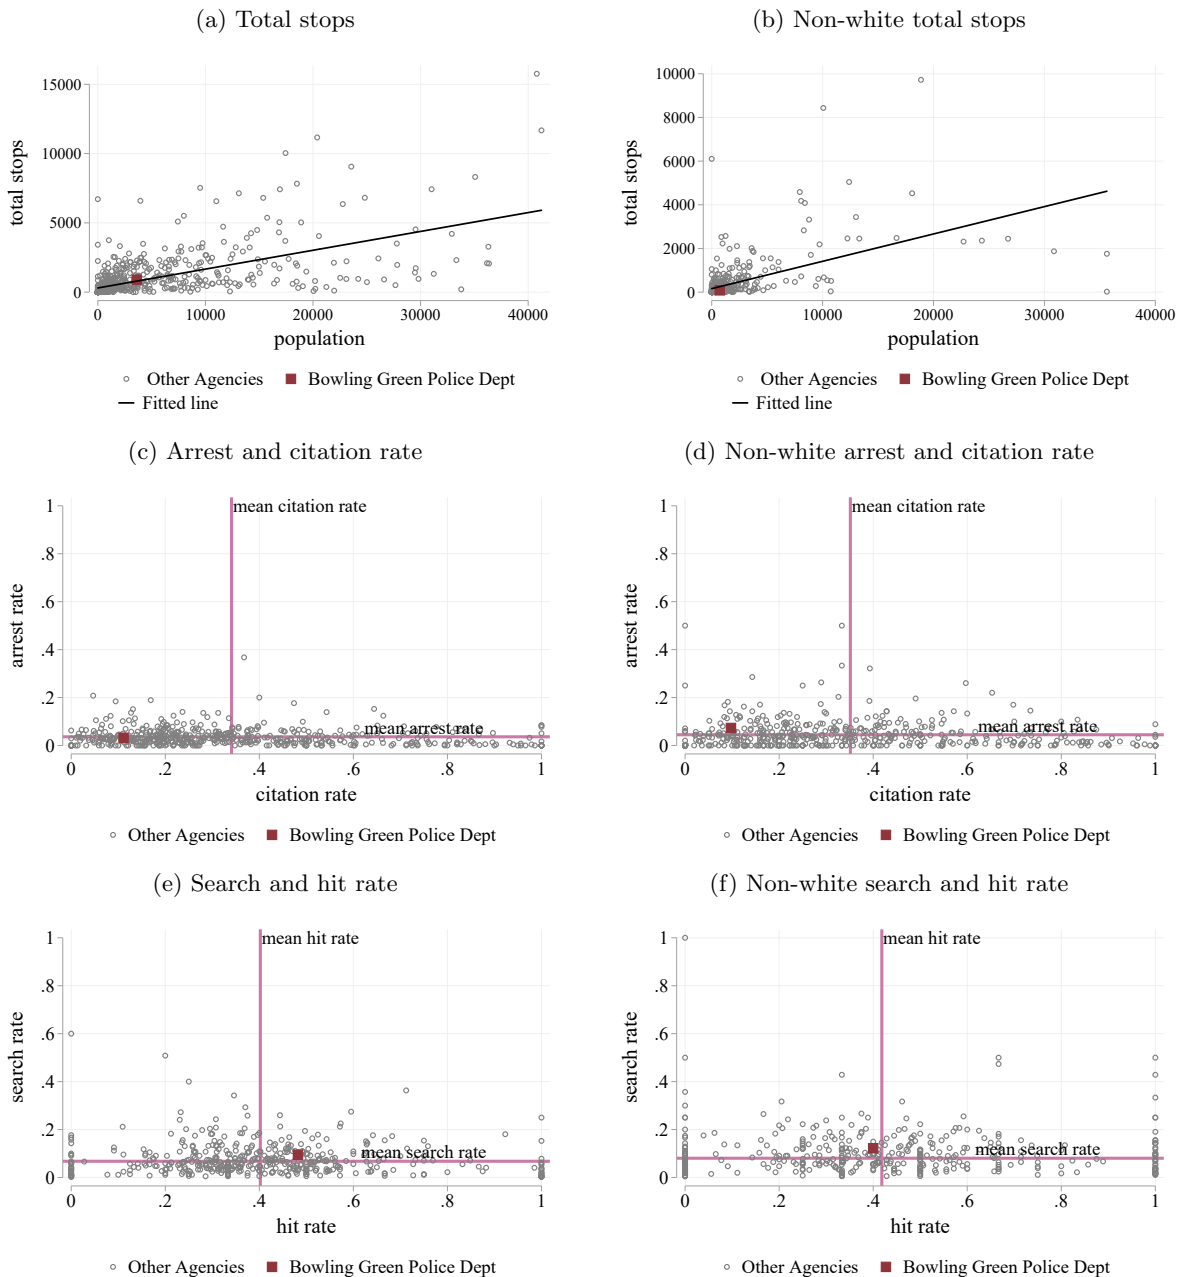 (a) Total stops
total stops
15000
10000
5000
0
0 10000 20000 30000 40000
population
Other Agencies Bowling Green Police Dept
Fitted line
(b) Non-white total stops
total stops
10000
8000
6000
4000
2000
0
0 10000 20000 30000 40000
population
Other Agencies Bowling Green Police Dept
Fitted line
(c) Arrest and citation rate
arrest rate
1
.8
.6
.4
.2
0
mean citation rate
mean arrest rate
0 .2 .4 .6 .8 1
citation rate
Other Agencies Bowling Green Police Dept
(d) Non-white arrest and citation rate
arrest rate
1
.8
.6
.4
.2
0
mean citation rate
mean arrest rate
0 .2 .4 .6 .8 1
citation rate
Other Agencies Bowling Green Police Dept
(e) Search and hit rate
search rate
1
.8
.6
.4
.2
0
mean hit rate
mean search rate
0 .2 .4 .6 .8 1
hit rate
Other Agencies Bowling Green Police Dept
(f) Non-white search and hit rate
search rate
1
.8
.6
.4
.2
0
mean hit rate
mean search rate
0 .2 .4 .6 .8 1
hit rate
Other Agencies Bowling Green Police Dept